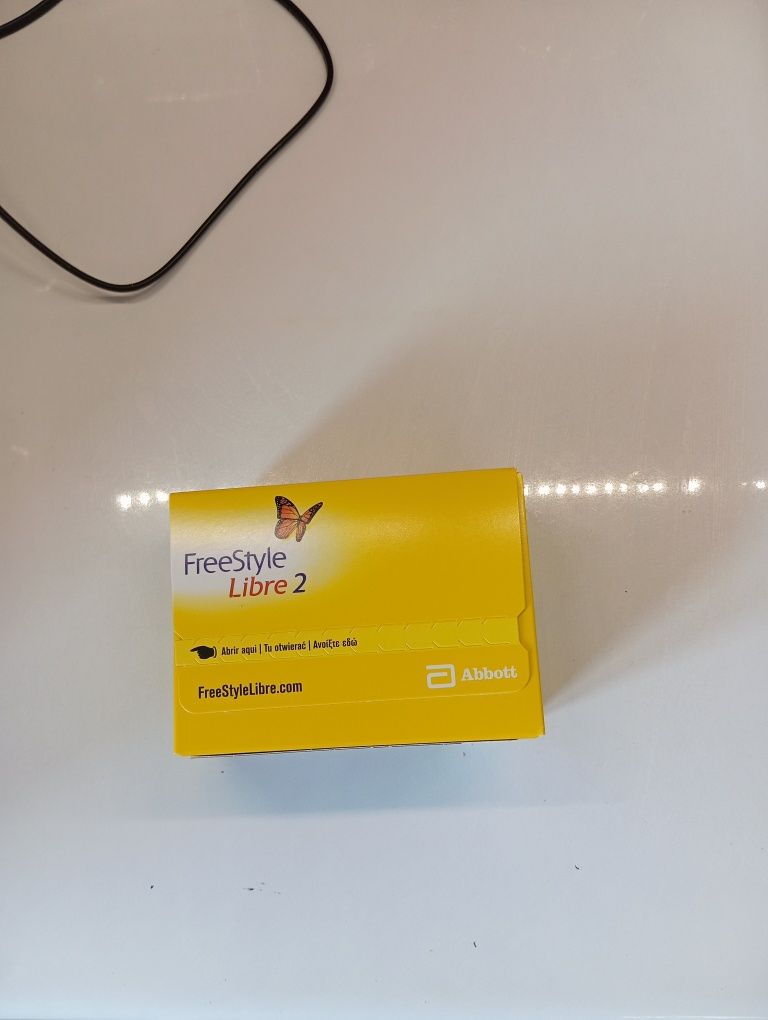 FreeStyle
Libre 2
Abrir aqui | Tu otwierać | Ανοίξτε εδώ
FreeStyleLibre.com
Abbott